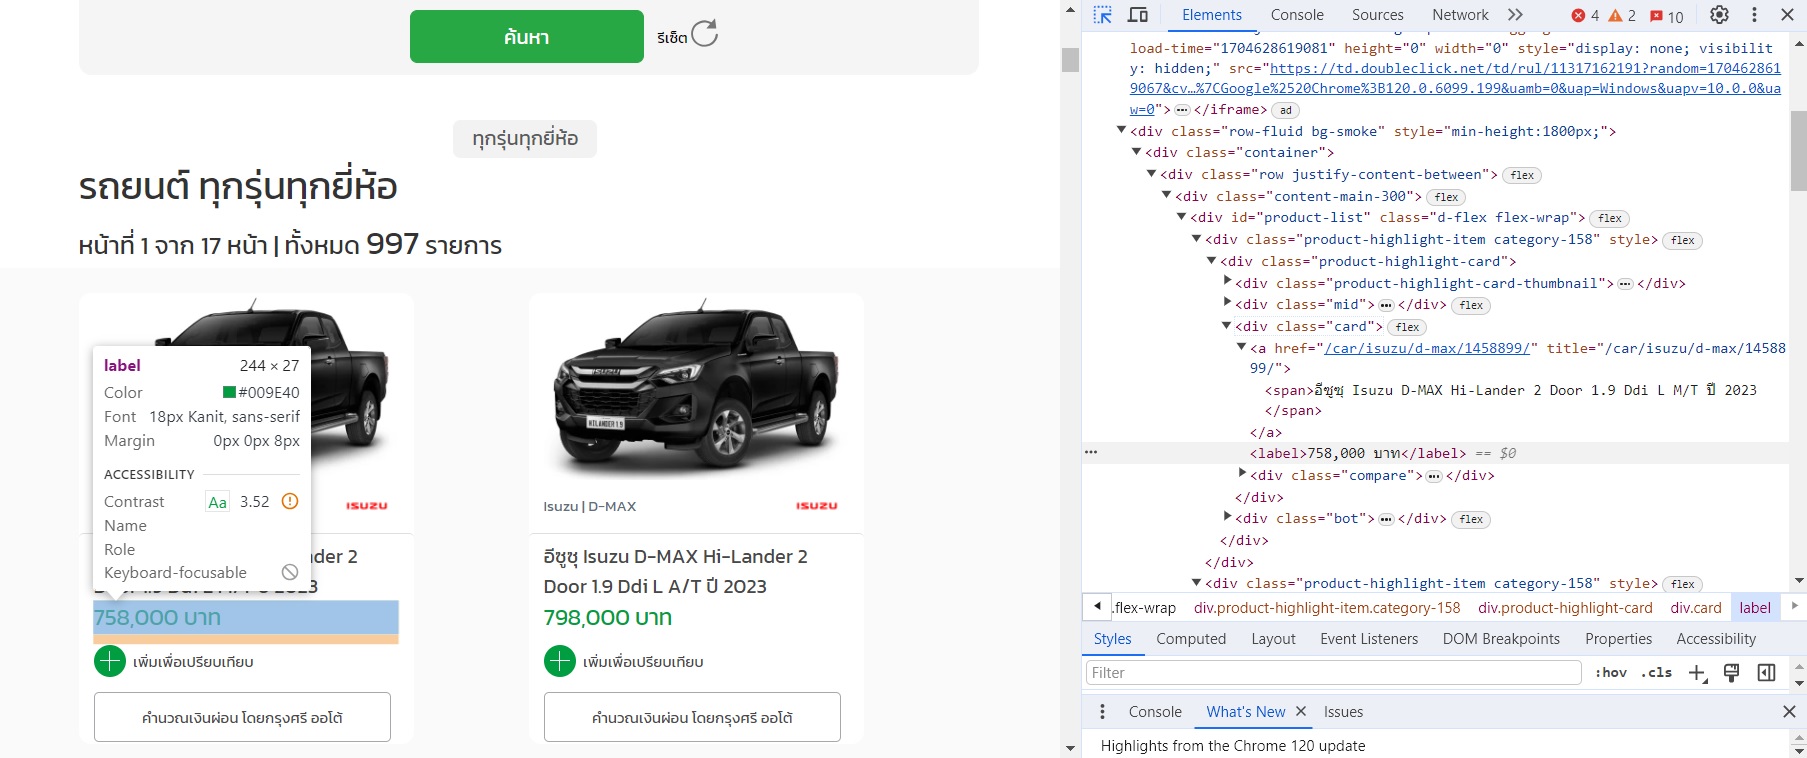 ค้นหา
รีเซ็ต
ทุกรุ่นทุกยี่ห้อ
รถยนต์ ทุกรุ่นทุกยี่ห้อ
หน้าที่ 1 จาก 17 หน้า | ทั้งหมด 997 รายการ
label 244 × 27
Color #009E40
Font 18px Kanit, sans-serif
Margin 0px 0px 8px
ACCESSIBILITY
Contrast Aa 3.52
Name
Role
Keyboard-focusable
ISUZU
758,000 บาท
เพิ่มเพื่อเปรียบเทียบ
คำนวณเงินผ่อน โดยกรุงศรี ออโต้
ISUZU
HILANDER 1.9
Isuzu | D-MAX
ISUZU
อีซูซุ Isuzu D-MAX Hi-Lander 2
Door 1.9 Ddi L A/T ปี 2023
798,000 บาท
เพิ่มเพื่อเปรียบเทียบ
คำนวณเงินผ่อน โดยกรุงศรี ออโต้
Elements Console Sources Network 4 2 10
load-time="1704628619081" height="0" width="0" style="display: none; visibilit
y: hidden;" src="https://td.doubleclick.net/td/rul/11317162191?random=170462861
9067&cv…%7CGoogle%2520Chrome%3B120.0.6099.199&uamb=0&uap=Windows&uapv=10.0.0&ua
w=0"> … </iframe> ad
<div class="row-fluid bg-smoke" style="min-height:1800px;">
<div class="container">
<div class="row justify-content-between"> flex
<div class="content-main-300"> flex
<div id="product-list" class="d-flex flex-wrap"> flex
<div class="product-highlight-item category-158" style> flex
<div class="product-highlight-card">
<div class="product-highlight-card-thumbnail"> … </div>
<div class="mid"> … </div> flex
<div class="card"> flex
<a href="/car/isuzu/d-max/1458899/" title="/car/isuzu/d-max/14588
99/">
<span>อีซูซุ Isuzu D-MAX Hi-Lander 2 Door 1.9 Ddi L M/T ปี 2023
</span>
</a>
<label>758,000 บาท</label> == $0
<div class="compare"> … </div>
</div>
<div class="bot"> … </div> flex
</div>
</div>
<div class="product-highlight-item category-158" style> flex
.flex-wrap div.product-highlight-item.category-158 div.product-highlight-card div.card label
Styles Computed Layout Event Listeners DOM Breakpoints Properties Accessibility
Filter :hov .cls
Console What's New Issues
Highlights from the Chrome 120 update